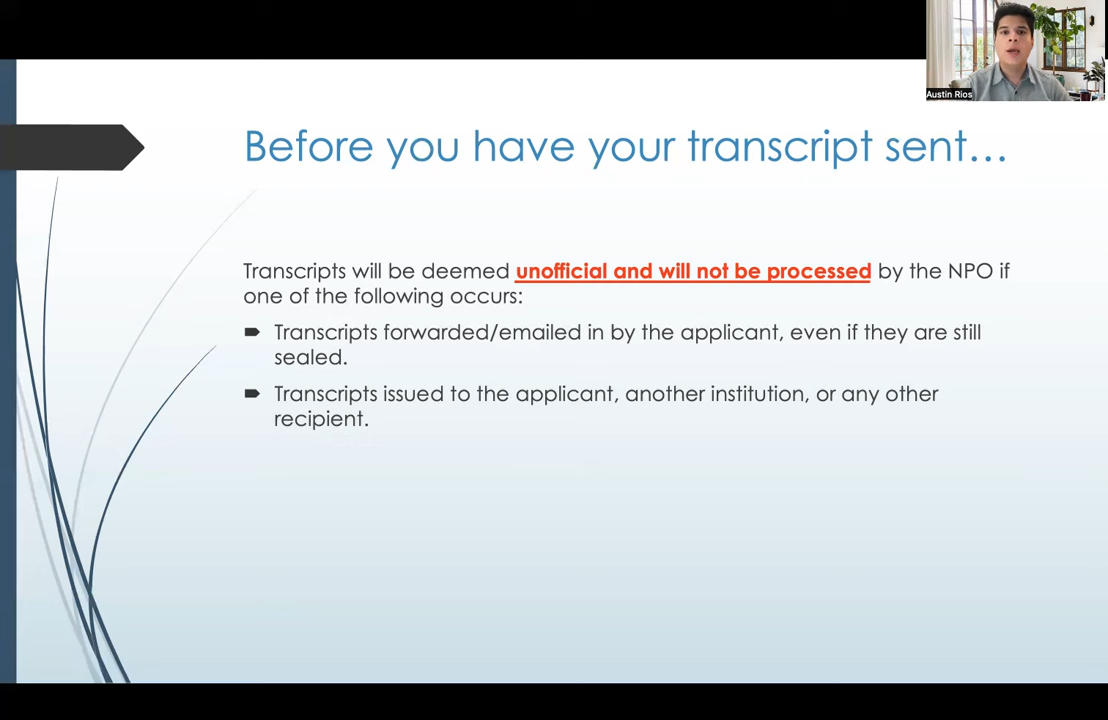 Austin Rios
Before you have your transcript sent…
Transcripts will be deemed unofficial and will not be processed by the NPO if
one of the following occurs:
Transcripts forwarded/emailed in by the applicant, even if they are still
sealed.
Transcripts issued to the applicant, another institution, or any other
recipient.